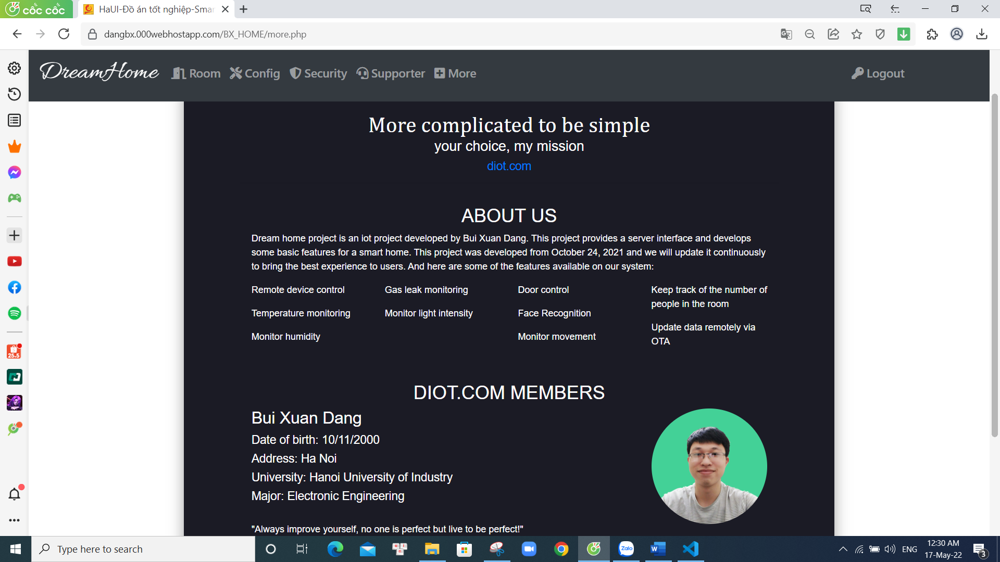 cốc cốc
HaUI-Đồ án tốt nghiệp-Smar
dangbx.000webhostapp.com/BX_HOME/more.php
DreamHome Room Config Security Supporter More Logout
More complicated to be simple
your choice, my mission
diot.com
ABOUT US
Dream home project is an iot project developed by Bui Xuan Dang. This project provides a server interface and develops
some basic features for a smart home. This project was developed from October 24, 2021 and we will update it continuously
to bring the best experience to users. And here are some of the features available on our system:
Remote device control
Temperature monitoring
Monitor humidity
Gas leak monitoring
Monitor light intensity
Door control
Face Recognition
Monitor movement
Keep track of the number of
people in the room
Update data remotely via
OTA
DIOT.COM MEMBERS
Bui Xuan Dang
Date of birth: 10/11/2000
Address: Ha Noi
University: Hanoi University of Industry
Major: Electronic Engineering
"Always improve yourself, no one is perfect but live to be perfect!"
25.5
Type here to search
Zalo
ENG
12:30 AM
17-May-22
3